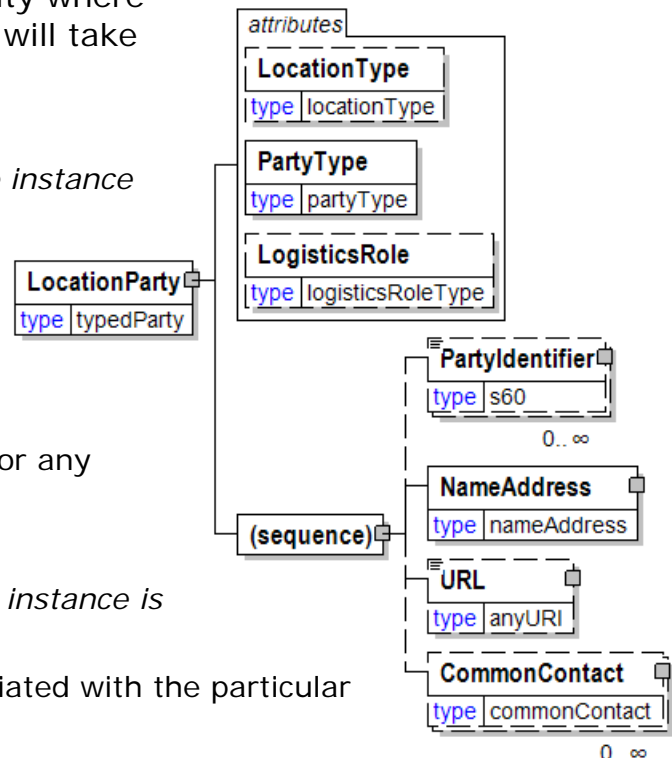 ity where
will take
instance
or any
instance is
iated with the particular
attributes
LocationType
type locationType
PartyType
type partyType
LogisticsRole
type logisticsRoleType
LocationParty
type typedParty
(sequence)
PartyIdentifier
type s60
0.. ∞
NameAddress
type nameAddress
URL
type anyURI
CommonContact
type commonContact
0.. ∞